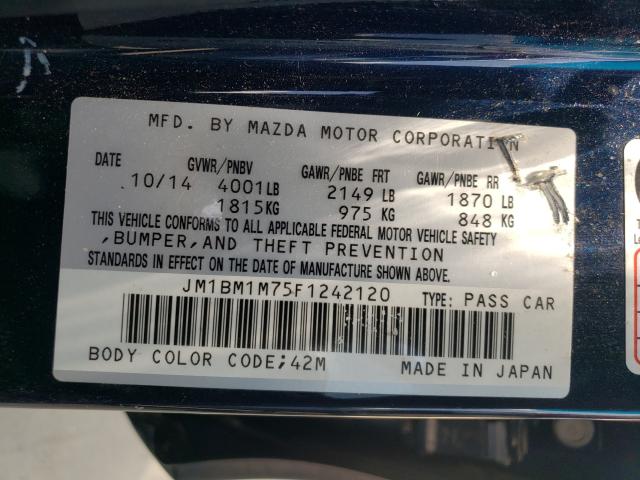 MFD. BY MAZDA MOTOR CORPORATION
DATE GVWR/PNBV GAWR/PNBE FRT GAWR/PNBE RR
10/14 4001LB 2149 LB 1870 LB
1815KG 975 KG 848 KG
THIS VEHICLE CONFORMS TO ALL APPLICABLE FEDERAL MOTOR VEHICLE SAFETY
,BUMPER,AND THEFT PREVENTION
STANDARDS IN EFFECT ON THE DATE OF MANUFACTURE SHOWN ABOVE.
JM1BM1M75F1242120 TYPE: PASS CAR
BODY COLOR CODE;42M MADE IN JAPAN